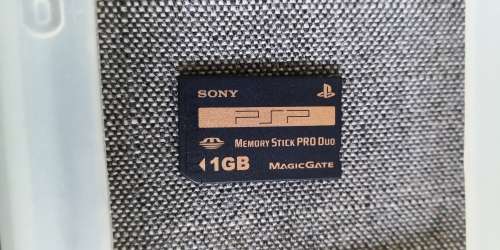 SONY
PSP
MEMORY STICK PRO DUO
1GB MAGICGATE